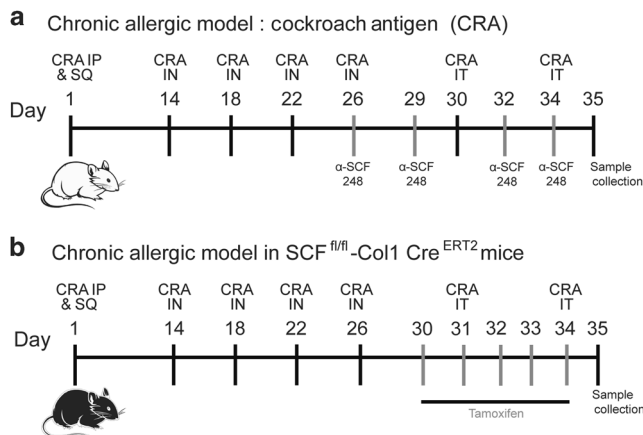 a Chronic allergic model : cockroach antigen (CRA)
CRA IP CRA CRA CRA CRA CRA CRA
& SQ IN IN IN IN IT IT
Day 1 14 18 22 26 29 30 32 34 35
α-SCF α-SCF α-SCF α-SCF Sample
248 248 248 248 collection
b Chronic allergic model in SCF fl/fl-Col1 Cre ERT2 mice
CRA IP CRA CRA CRA CRA CRA CRA
& SQ IN IN IN IN IT IT
Day 1 14 18 22 26 30 31 32 33 34 35
Sample
collection
Tamoxifen